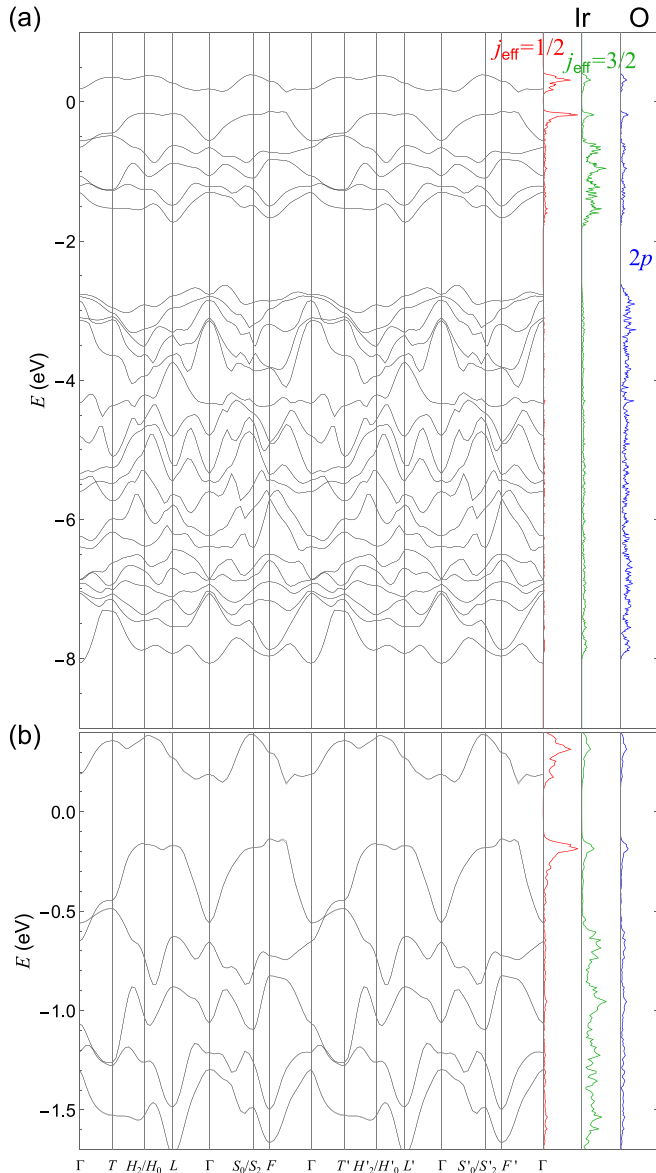 (a)
Ir O
j_eff=1/2
j_eff=3/2
2p
0
−2
−4
−6
−8
E (eV)
(b)
0.0
−0.5
−1.0
−1.5
E (eV)
Γ T H₂/H₀ L Γ S₀/S₂ F Γ T' H'₂/H'₀ L' Γ S'₀/S'₂ F' Γ